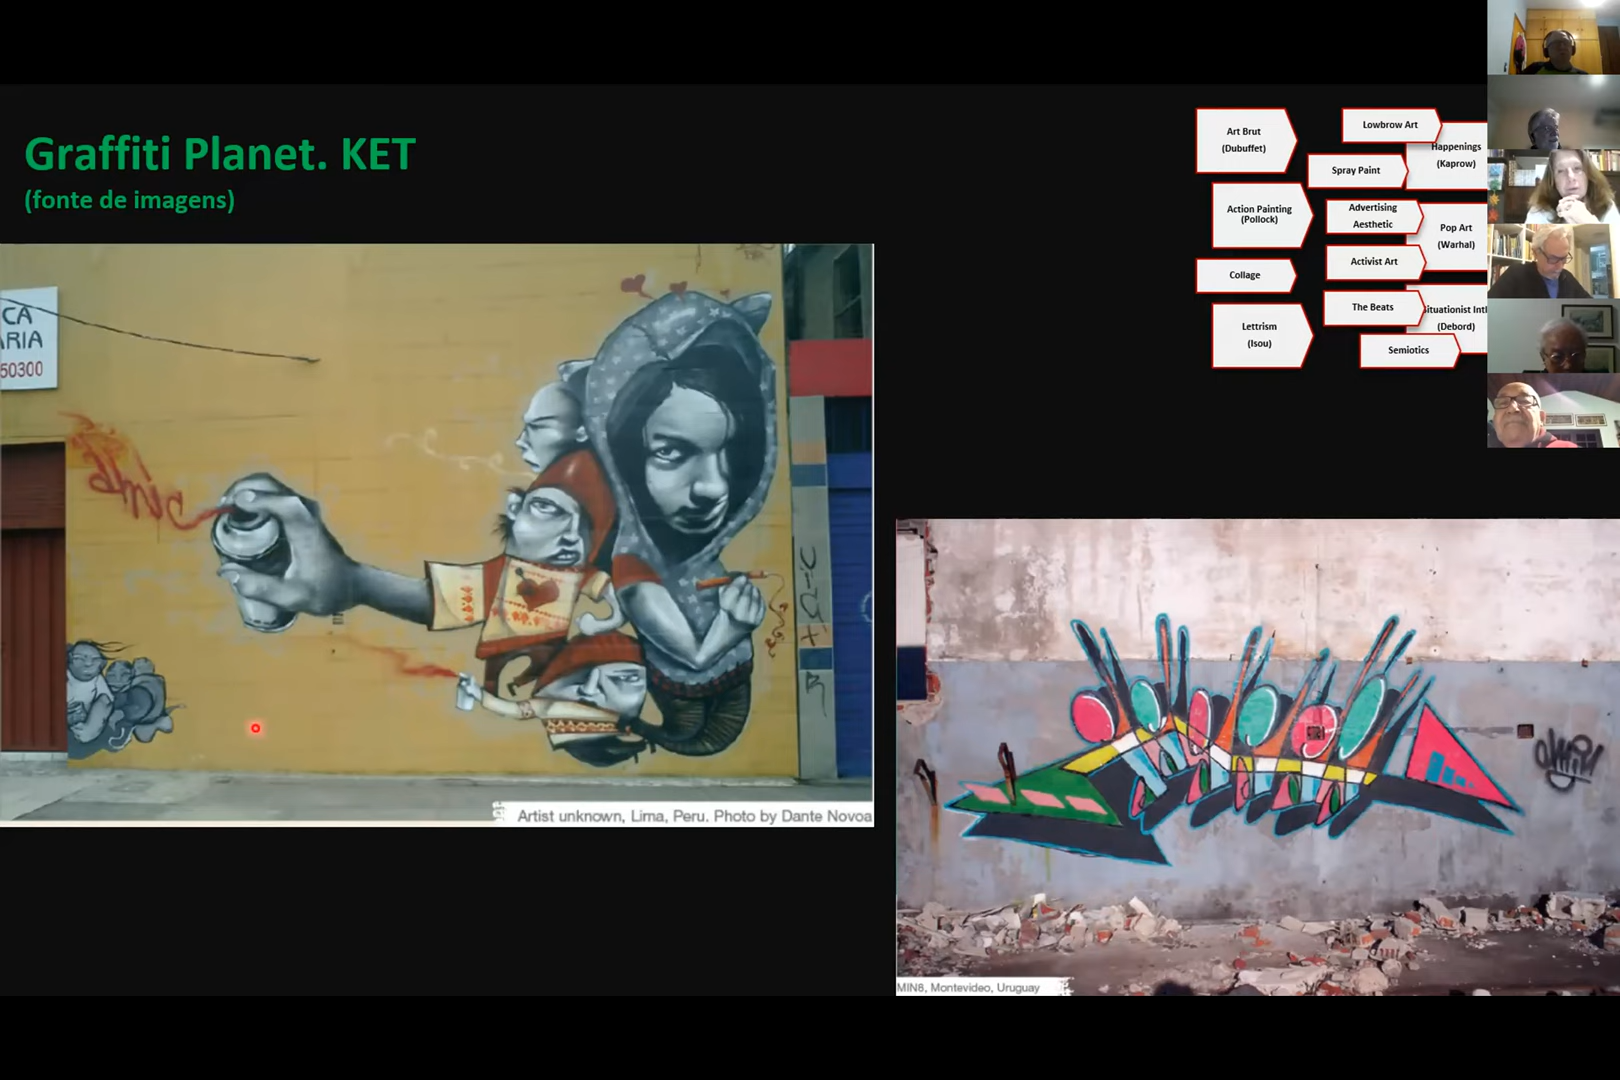 Graffiti Planet. KET
(fonte de imagens)
Art Brut
(Dubuffet)
Lowbrow Art
Happenings
(Kaprow)
Spray Paint
Action Painting
(Pollock)
Advertising
Aesthetic
Pop Art
(Warhal)
Activist Art
Collage
The Beats
ituationist Intl
(Debord)
Lettrism
(Isou)
Semiotics
CA
ARIA
50300
Artist unknown, Lima, Peru. Photo by Dante Novoa
MIN8, Montevideo, Uruguay